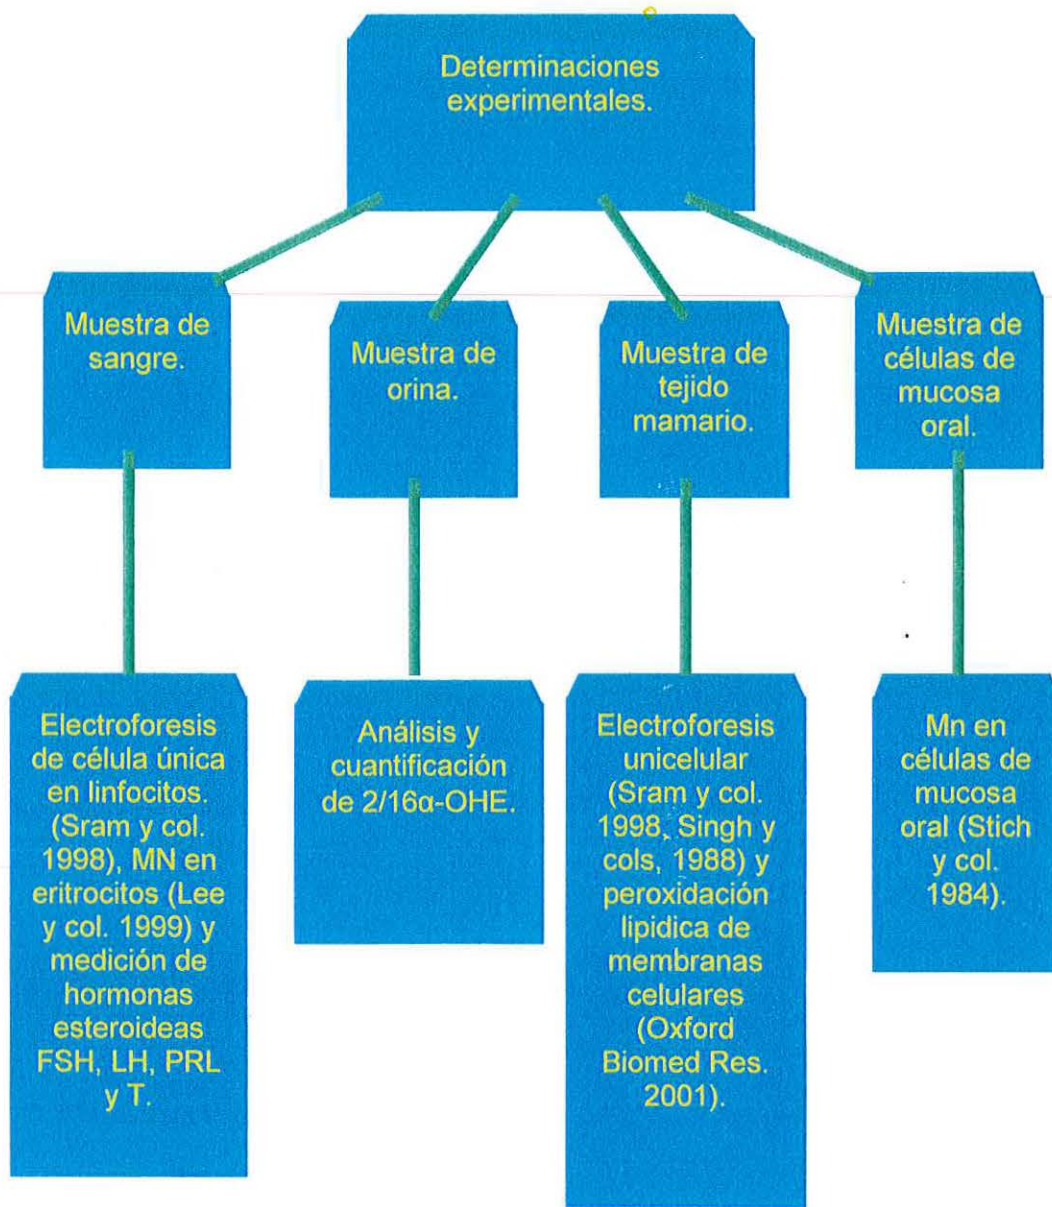 Determinaciones
experimentales.
Muestra de
sangre.
Muestra de
orina.
Muestra de
tejido
mamario.
Muestra de
células de
mucosa
oral.
Electroforesis
de célula única
en linfocitos.
(Sram y col.
1998), MN en
eritrocitos (Lee
y col. 1999) y
medición de
hormonas
esteroideas
FSH, LH, PRL
y T.
Análisis y
cuantificación
de 2/16α-OHE.
Electroforesis
unicelular
(Sram y col.
1998, Singh y
cols, 1988) y
peroxidación
lipidica de
membranas
celulares
(Oxford
Biomed Res.
2001).
Mn en
células de
mucosa
oral (Stich
y col.
1984).